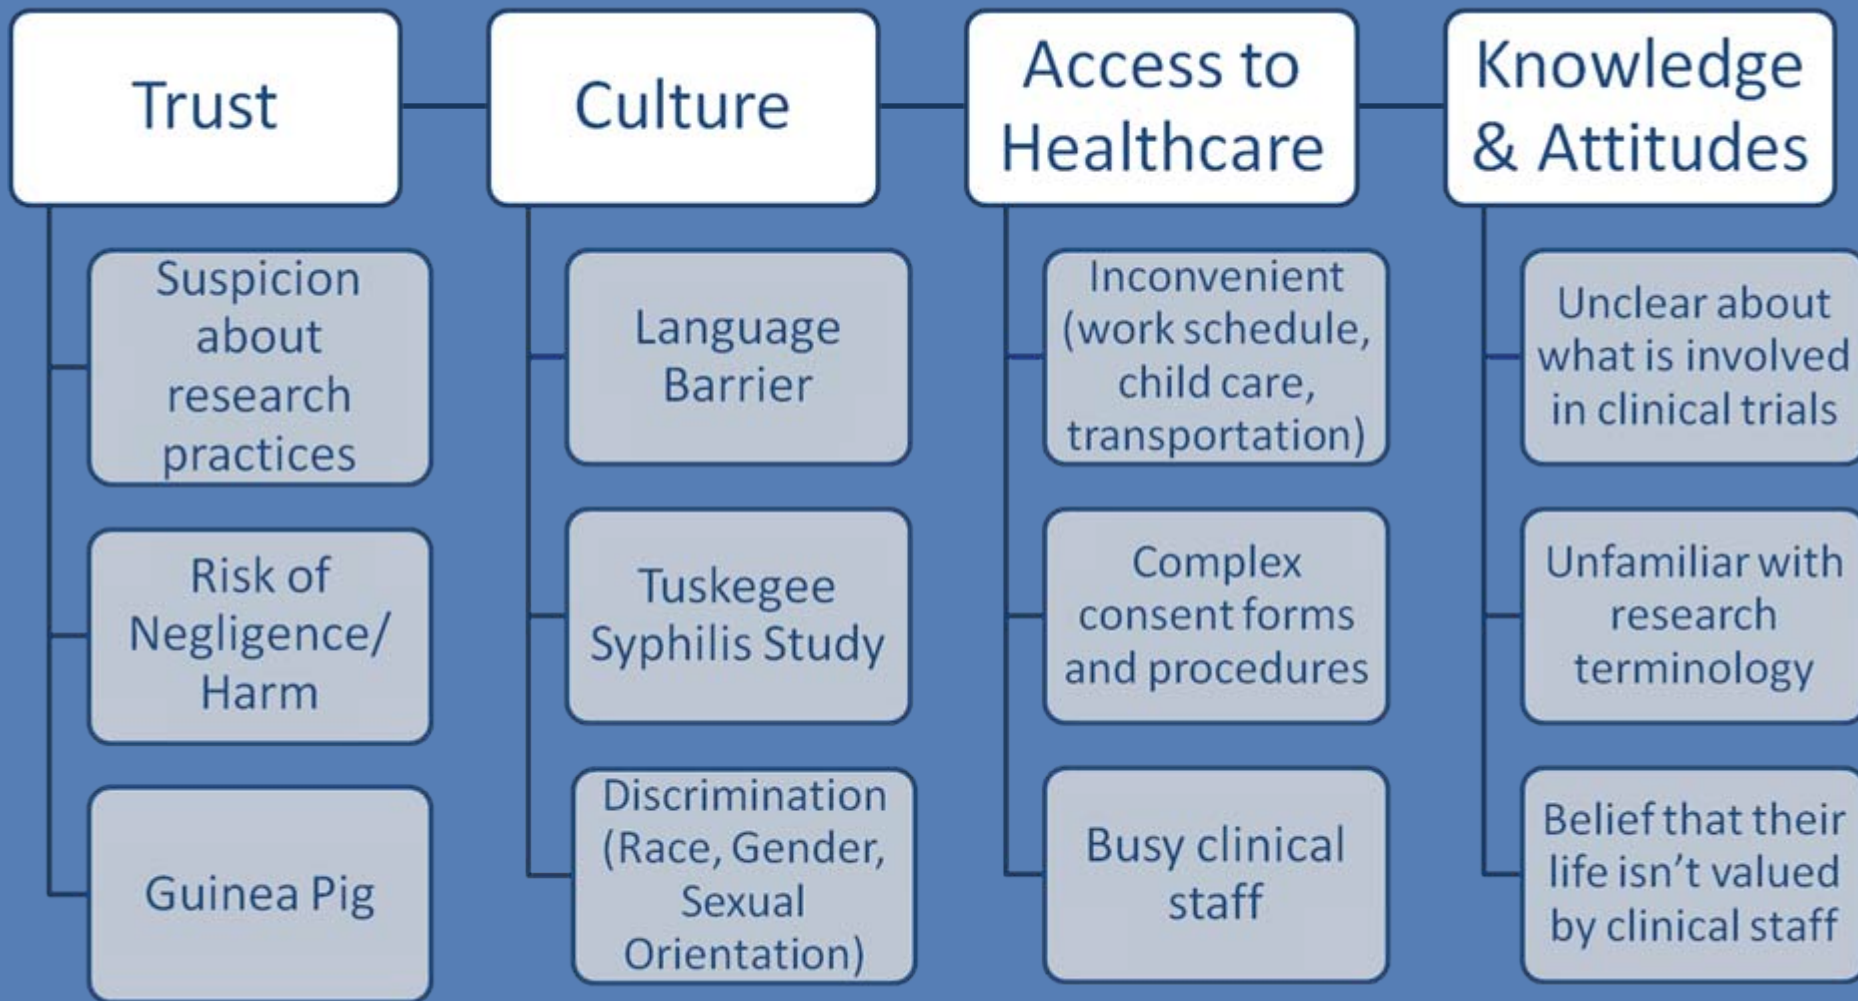 Trust
Suspicion
about
research
practices
Risk of
Negligence/
Harm
Guinea Pig
Culture
Language
Barrier
Tuskegee
Syphilis Study
Discrimination
(Race, Gender,
Sexual
Orientation)
Access to
Healthcare
Inconvenient
(work schedule,
child care,
transportation)
Complex
consent forms
and procedures
Busy clinical
staff
Knowledge
& Attitudes
Unclear about
what is involved
in clinical trials
Unfamiliar with
research
terminology
Belief that their
life isn’t valued
by clinical staff